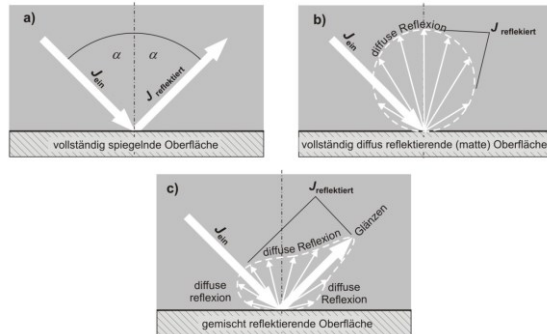 a)
α
α
J ein
J reflektiert
vollständig spiegelnde Oberfläche
b)
diffuse Reflexion
J reflektiert
J ein
vollständig diffus reflektierende (matte) Oberfläche
c)
J reflektiert
J ein
diffuse Reflexion
Glänzen
diffuse
reflexion
diffuse
Reflexion
gemischt reflektierende Oberfläche